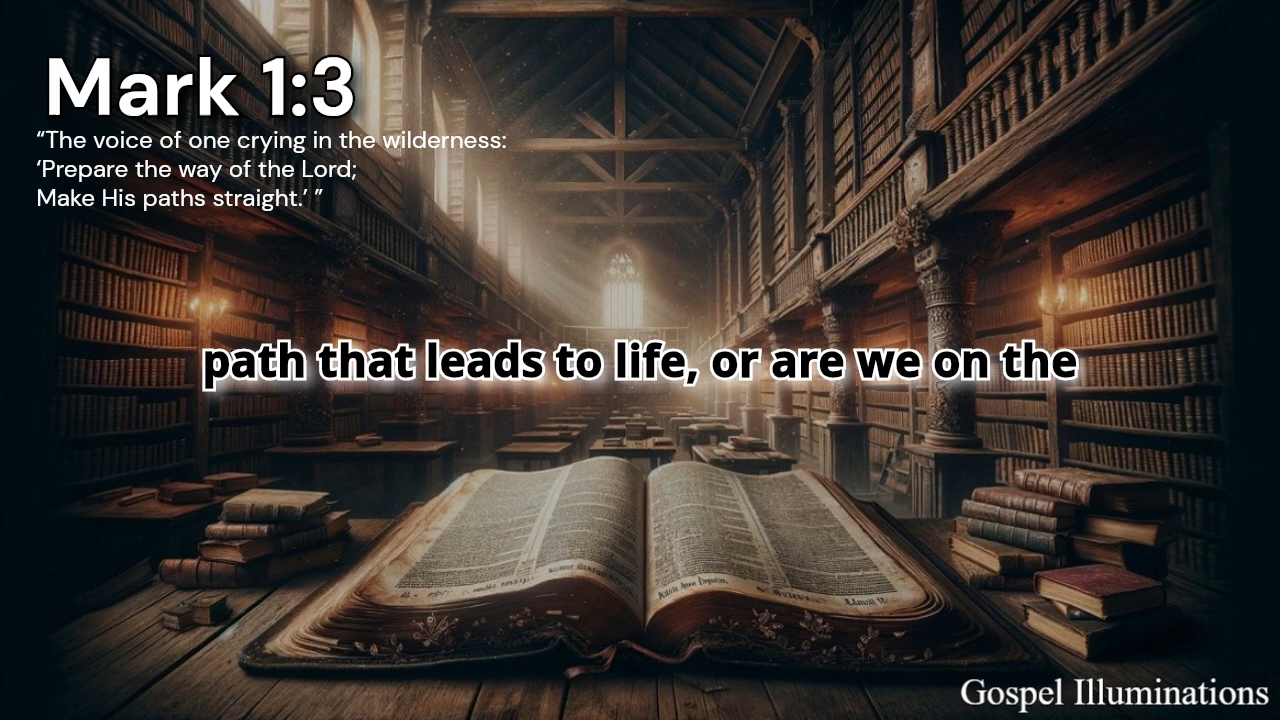 Mark 1:3
“The voice of one crying in the wilderness:
‘Prepare the way of the Lord;
Make His paths straight.’ ”
path that leads to life, or are we on the
Gospel Illuminations